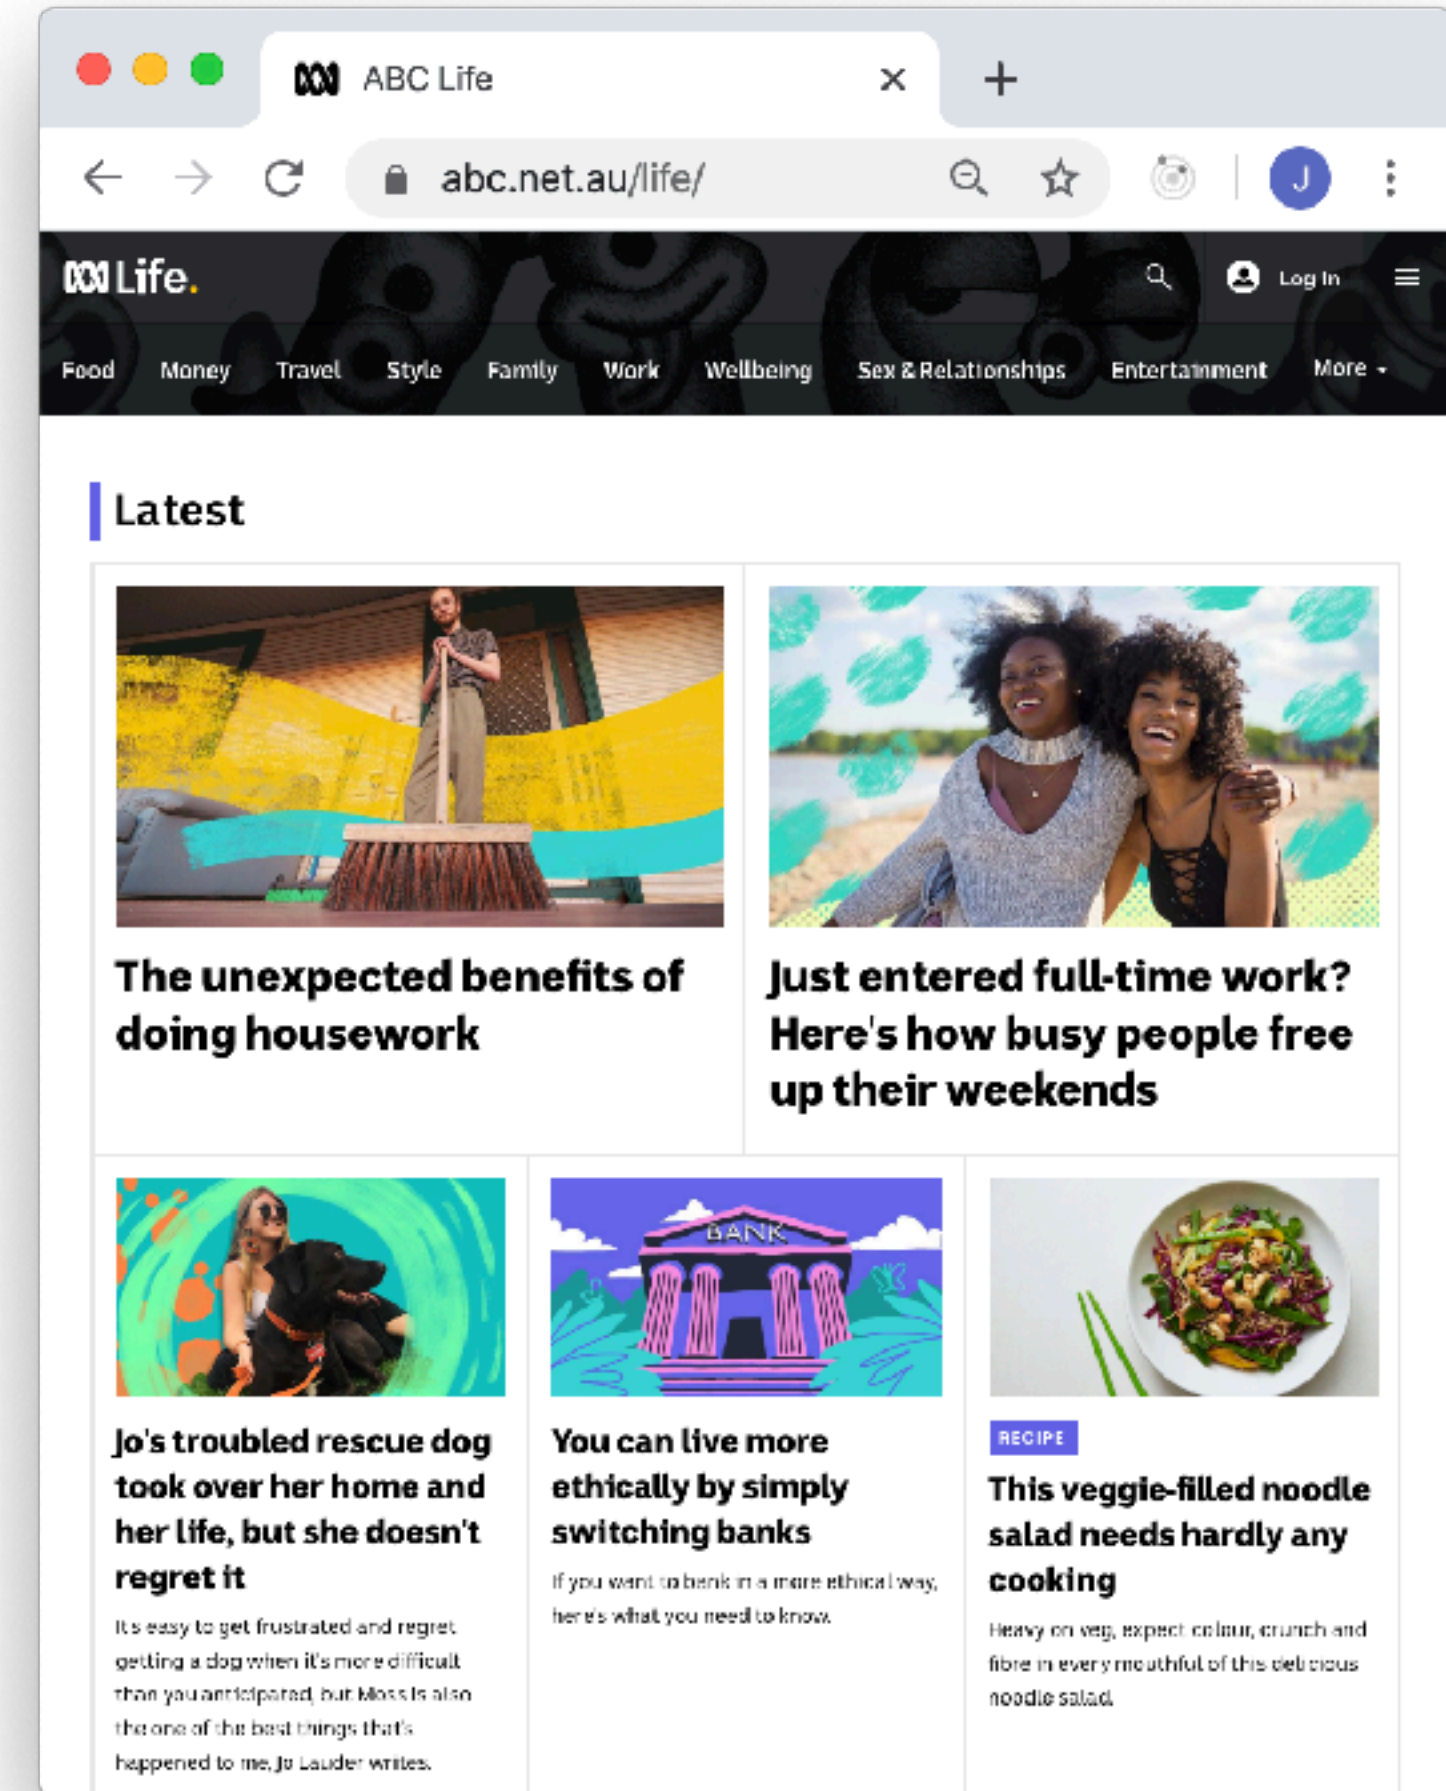 ABC Life
abc.net.au/life/
J
Life.
Log In
Food Money Travel Style Family Work Wellbeing Sex & Relationships Entertainment More
Latest
The unexpected benefits of
doing housework
Just entered full-time work?
Here's how busy people free
up their weekends
BANK
Jo's troubled rescue dog
took over her home and
her life, but she doesn't
regret it
It's easy to get frustrated and regret
getting a dog when it's more difficult
than you anticipated, but Moss is also
the one of the best things that's
happened to me, Jo Lauder writes.
You can live more
ethically by simply
switching banks
If you want to bank in a more ethical way,
here's what you need to know.
RECIPE
This veggie-filled noodle
salad needs hardly any
cooking
Heavy on veg, expect colour, crunch and
fibre in every mouthful of this delicious
noodle salad.